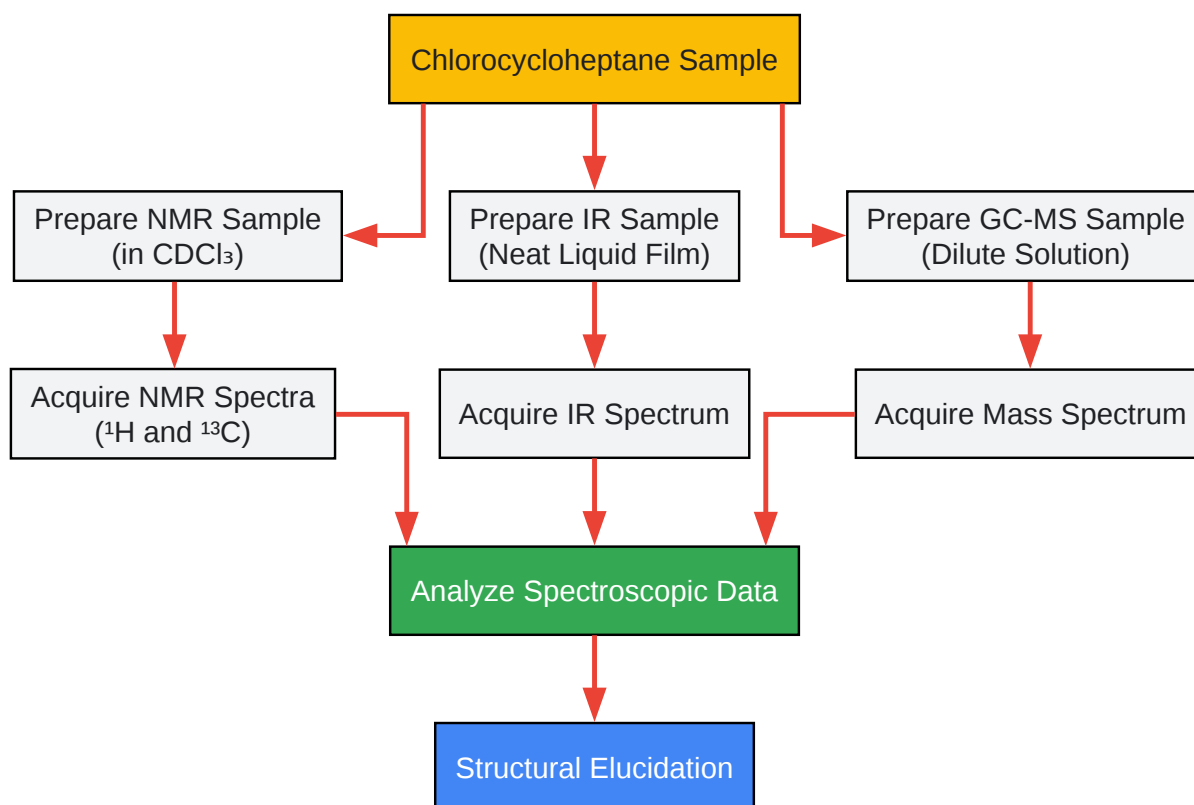 Chlorocycloheptane Sample
Prepare NMR Sample
(in CDCl₃)
Prepare IR Sample
(Neat Liquid Film)
Prepare GC-MS Sample
(Dilute Solution)
Acquire NMR Spectra
(¹H and ¹³C)
Acquire IR Spectrum
Acquire Mass Spectrum
Analyze Spectroscopic Data
Structural Elucidation